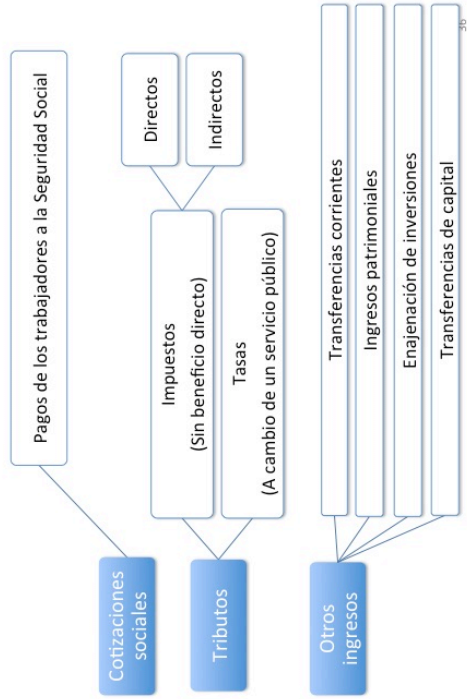 Cotizaciones
sociales
Pagos de los trabajadores a la Seguridad Social
Tributos
Impuestos
(Sin beneficio directo)
Directos
Indirectos
Tasas
(A cambio de un servicio público)
Otros
ingresos
Transferencias corrientes
Ingresos patrimoniales
Enajenación de inversiones
Transferencias de capital
36